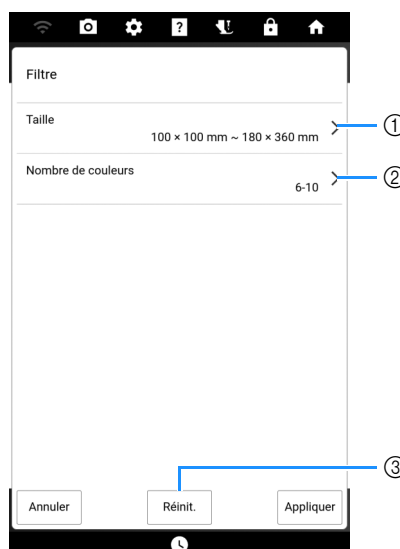 ?
Filtre
Taille
100 × 100 mm ~ 180 × 360 mm
①
Nombre de couleurs
6-10
②
③
Annuler
Réinit.
Appliquer